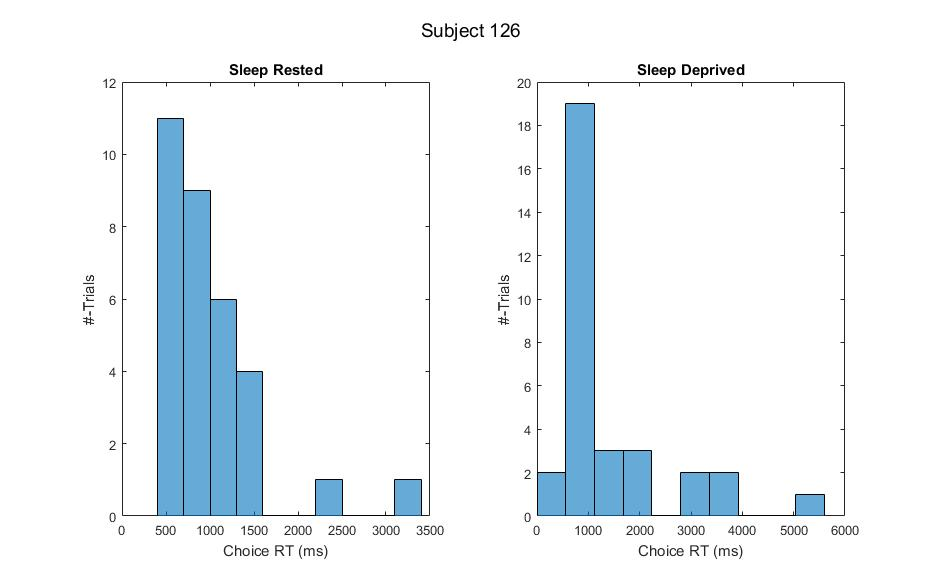 Subject 126
Sleep Rested
12
10
8
6
4
2
0
#-Trials
0 500 1000 1500 2000 2500 3000 3500
Choice RT (ms)
Sleep Deprived
20
18
16
14
12
10
8
6
4
2
0
#-Trials
0 1000 2000 3000 4000 5000 6000
Choice RT (ms)